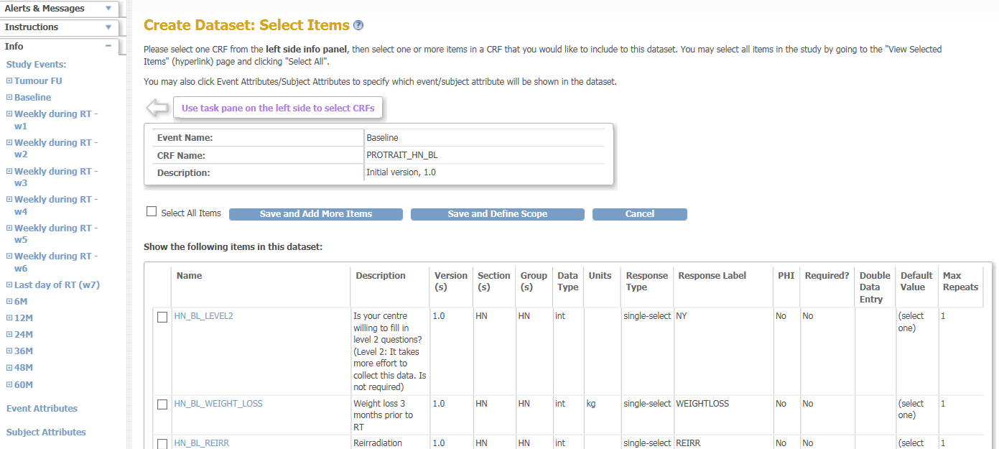 Alerts & Messages
Instructions
Info
Study Events:
Tumour FU
Baseline
Weekly during RT -
w1
Weekly during RT -
w2
Weekly during RT -
w3
Weekly during RT -
w4
Weekly during RT -
w5
Weekly during RT -
w6
Last day of RT (w7)
6M
12M
24M
36M
48M
60M
Event Attributes
Subject Attributes
Create Dataset: Select Items ?
Please select one CRF from the left side info panel, then select one or more items in a CRF that you would like to include to this dataset. You may select all items in the study by going to the "View Selected
Items" (hyperlink) page and clicking "Select All".
You may also click Event Attributes/Subject Attributes to specify which event/subject attribute will be shown in the dataset.
Use task pane on the left side to select CRFs
Event Name: Baseline
CRF Name: PROTRAIT_HN_BL
Description: Initial version, 1.0
Select All Items Save and Add More Items Save and Define Scope Cancel
Show the following items in this dataset:
Name Description Version Section Group Data Units Response Response Label PHI Required? Double Default Max
(s) (s) (s) Type Type Data Value Repeats
Entry
HN_BL_LEVEL2 Is your centre 1.0 HN HN int single-select NY No No (select 1
willing to fill in one)
level 2 questions?
(Level 2: It takes
more effort to
collect this data. Is
not required)
HN_BL_WEIGHT_LOSS Weight loss 3 1.0 HN HN int kg single-select WEIGHTLOSS No No (select 1
months prior to one)
RT
HN_BL_REIRR Reirradiation 1.0 HN HN int single-select REIRR No No (select 1